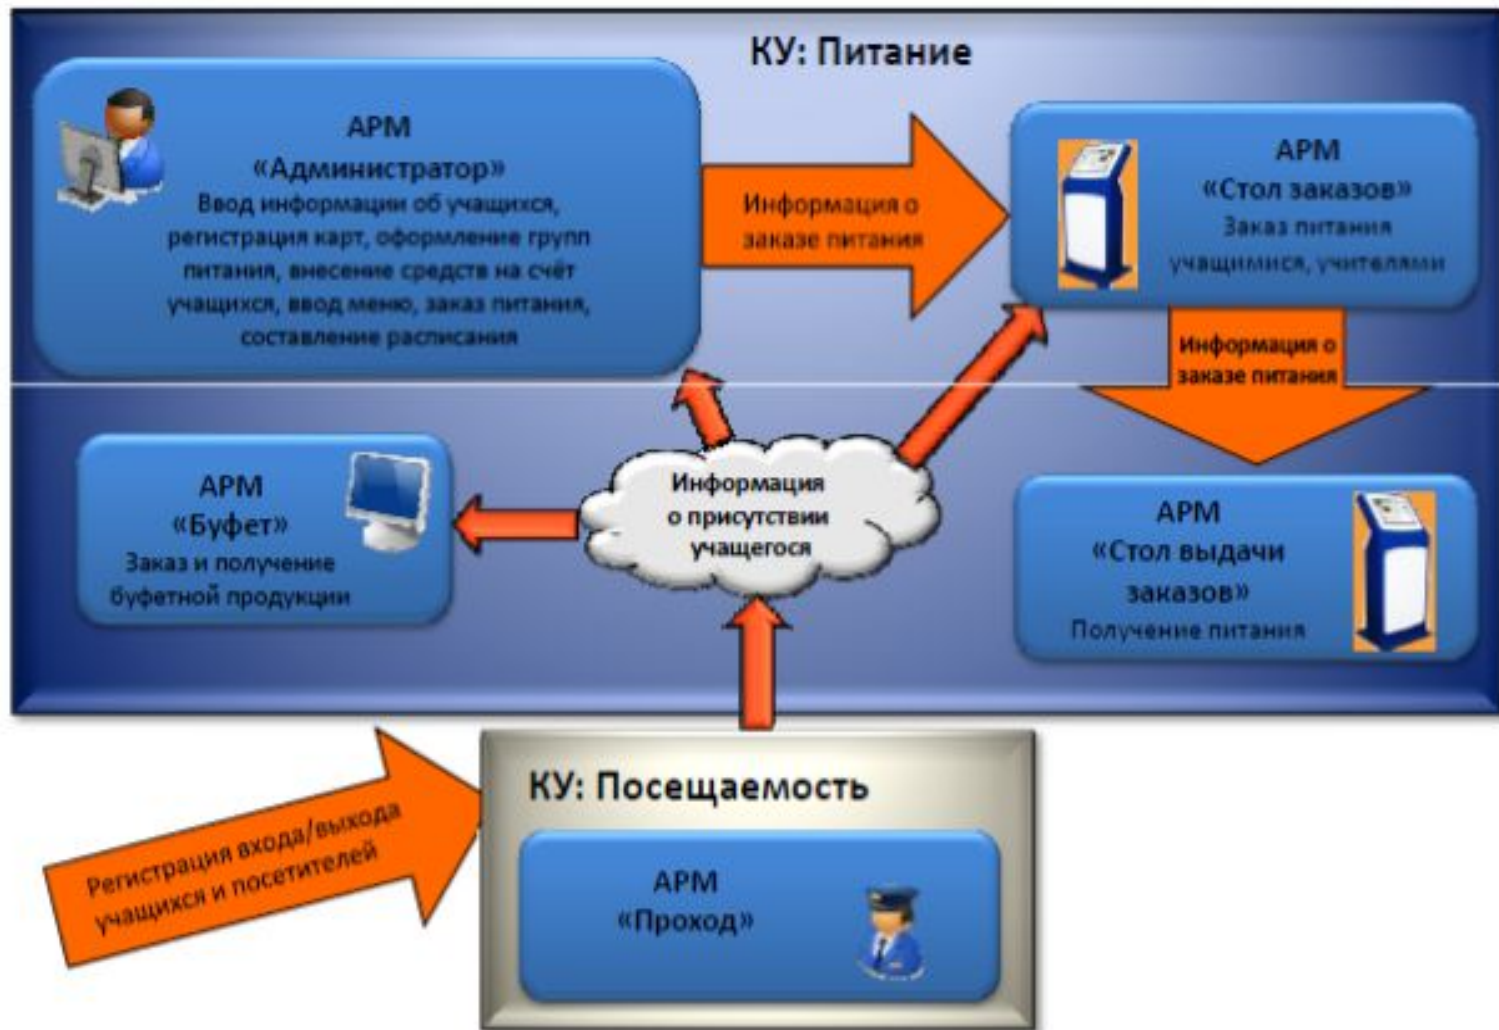 КУ: Питание
АРМ
«Администратор»
Ввод информации об учащихся,
регистрация карт, оформление групп
питания, внесение средств на счёт
учащихся, ввод меню, заказ питания,
составление расписания
Информация о
заказе питания
АРМ
«Стол заказов»
Заказ питания
учащимися, учителями
Информация о
заказе питания
АРМ
«Буфет»
Заказ и получение
буфетной продукции
Информация
о присутствии
учащегося
АРМ
«Стол выдачи
заказов»
Получение питания
Регистрация входа/выхода
учащихся и посетителей
КУ: Посещаемость
АРМ
«Проход»